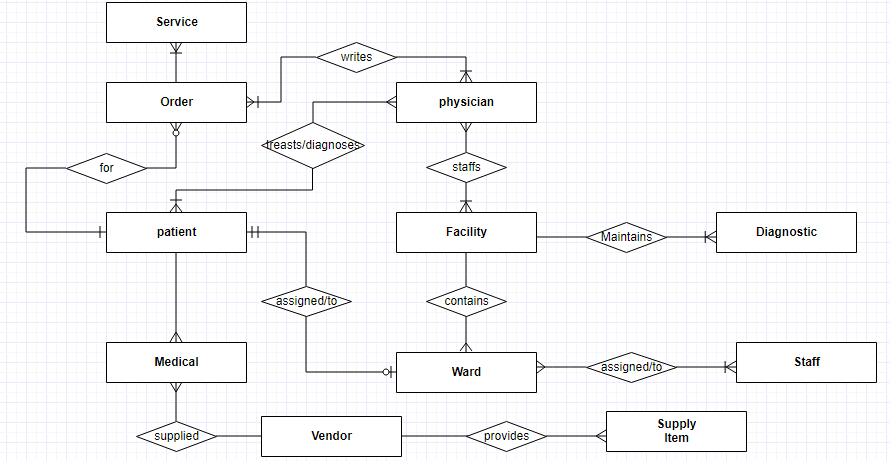 Service
writes
Order
physician
treasts/diagnoses
for
staffs
patient
Facility
Maintains
Diagnostic
assigned/to
contains
Medical
Ward
assigned/to
Staff
supplied
Vendor
provides
Supply
Item